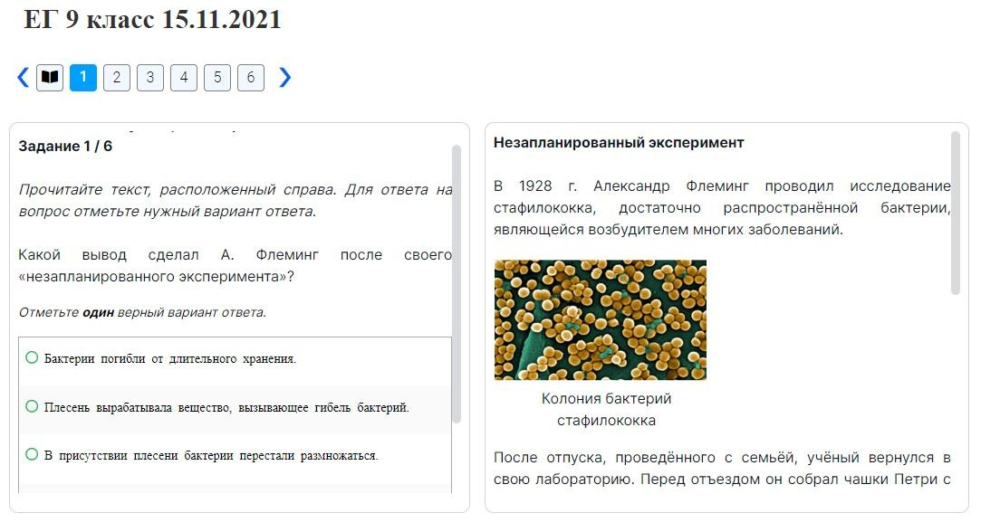 ЕГ 9 класс 15.11.2021
1 2 3 4 5 6
Задание 1 / 6
Прочитайте текст, расположенный справа. Для ответа на
вопрос отметьте нужный вариант ответа.
Какой вывод сделал А. Флеминг после своего
«незапланированного эксперимента»?
Отметьте один верный вариант ответа.
Бактерии погибли от длительного хранения.
Плесень вырабатывала вещество, вызывающее гибель бактерий.
В присутствии плесени бактерии перестали размножаться.
Незапланированный эксперимент
В 1928 г. Александр Флеминг проводил исследование
стафилококка, достаточно распространённой бактерии,
являющейся возбудителем многих заболеваний.
Колония бактерий
стафилококка
После отпуска, проведённого с семьёй, учёный вернулся в
свою лабораторию. Перед отъездом он собрал чашки Петри с